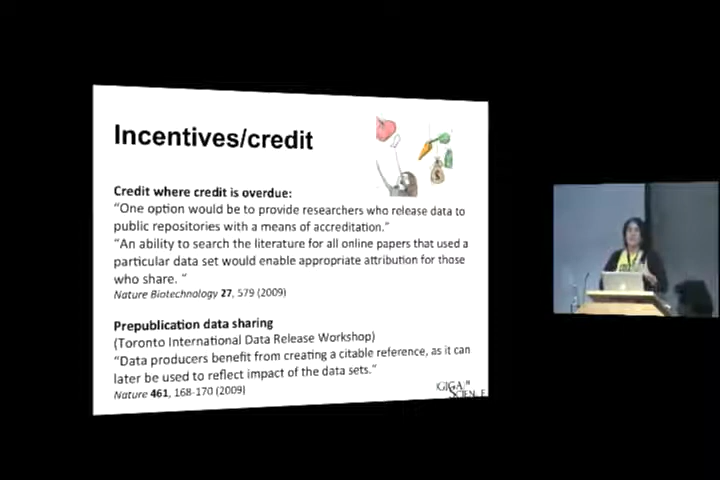 Incentives/credit
Credit where credit is overdue:
“One option would be to provide researchers who release data to
public repositories with a means of accreditation.”
“An ability to search the literature for all online papers that used a
particular data set would enable appropriate attribution for those
who share. ”
Nature Biotechnology 27, 579 (2009)
Prepublication data sharing
(Toronto International Data Release Workshop)
“Data producers benefit from creating a citable reference, as it can
later be used to reflect impact of the data sets.”
Nature 461, 168-170 (2009)
$